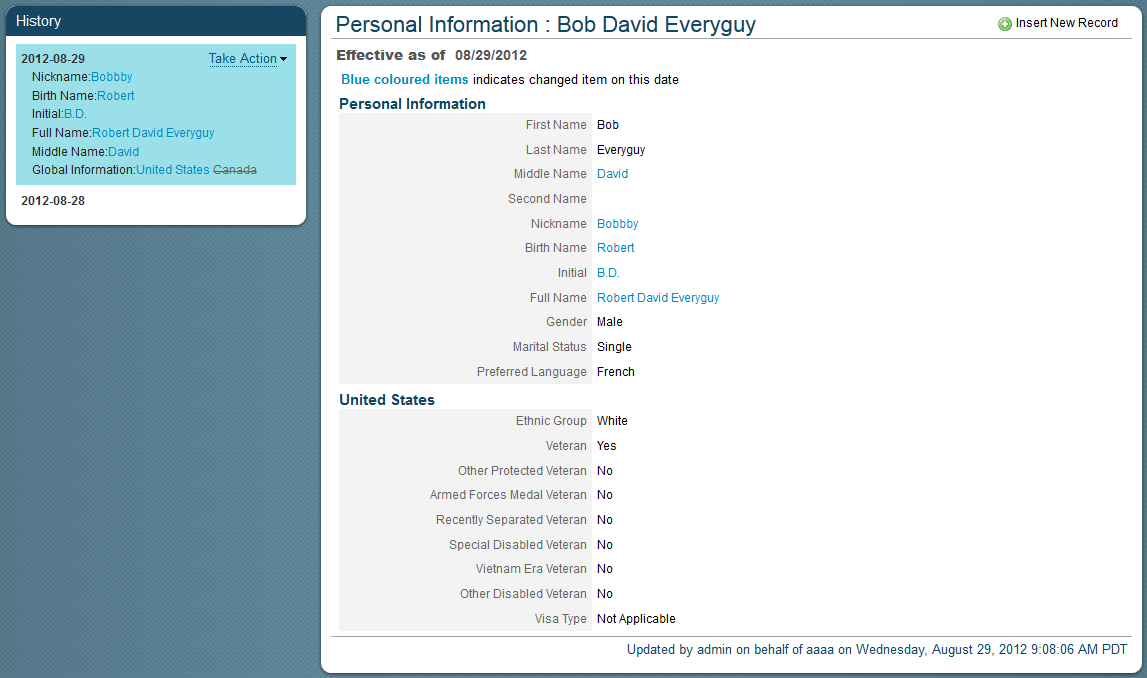 History
2012-08-29 Take Action
Nickname:Bobbby
Birth Name:Robert
Initial:B.D.
Full Name:Robert David Everyguy
Middle Name:David
Global Information:United States Canada
2012-08-28
Personal Information : Bob David Everyguy
Insert New Record
Effective as of 08/29/2012
Blue coloured items indicates changed item on this date
Personal Information
First Name Bob
Last Name Everyguy
Middle Name David
Second Name
Nickname Bobbby
Birth Name Robert
Initial B.D.
Full Name Robert David Everyguy
Gender Male
Marital Status Single
Preferred Language French
United States
Ethnic Group White
Veteran Yes
Other Protected Veteran No
Armed Forces Medal Veteran No
Recently Separated Veteran No
Special Disabled Veteran No
Vietnam Era Veteran No
Other Disabled Veteran No
Visa Type Not Applicable
Updated by admin on behalf of aaaa on Wednesday, August 29, 2012 9:08:06 AM PDT